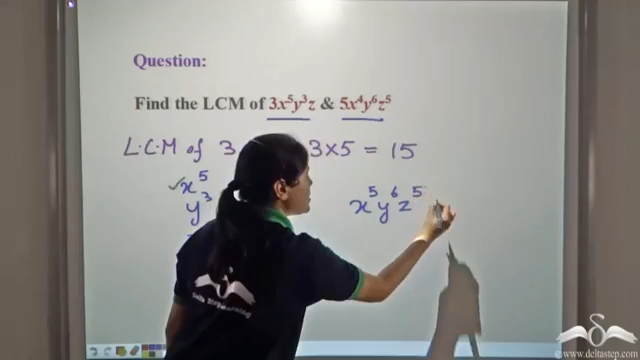 Question:
Find the LCM of 3x⁵y³z & 5x⁴y⁶z⁵
L.C.M of 3 3×5 = 15
✓x⁵
y³ x⁵y⁶z⁵
Delta Step Learning
© www.deltastep.com